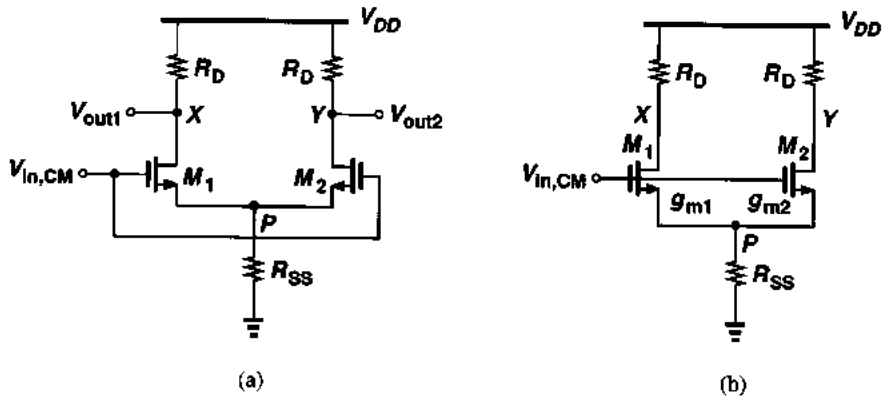 V_DD
R_D R_D
V_out1 X Y V_out2
V_in,CM M_1 M_2
P
R_SS
(a)
V_DD
R_D R_D
X Y
M_1 M_2
V_in,CM
g_m1 g_m2
P
R_SS
(b)